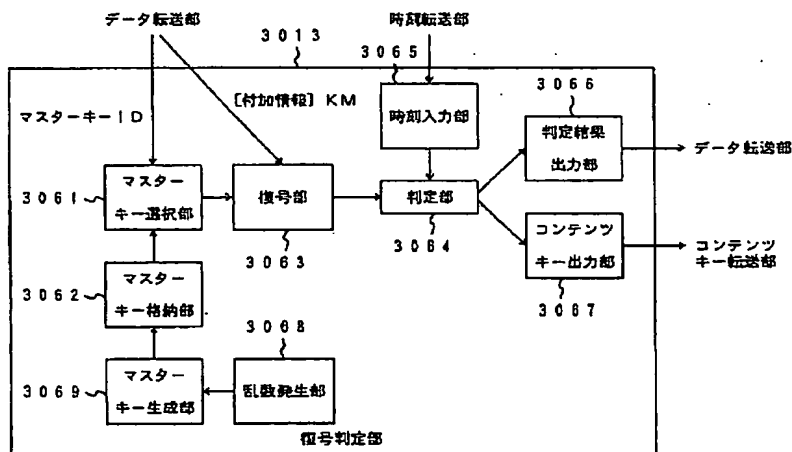 データ転送部
時刻転送部
3013
3065
3066
マスターキーID
[付加情報]KM
時刻入力部
判定結果
出力部
データ転送部
3061
マスター
キー選択部
復号部
判定部
3063
3064
コンテンツ
キー出力部
コンテンツ
キー転送部
3062
マスター
キー格納部
3067
3068
3069
マスター
キー生成部
乱数発生部
復号判定部